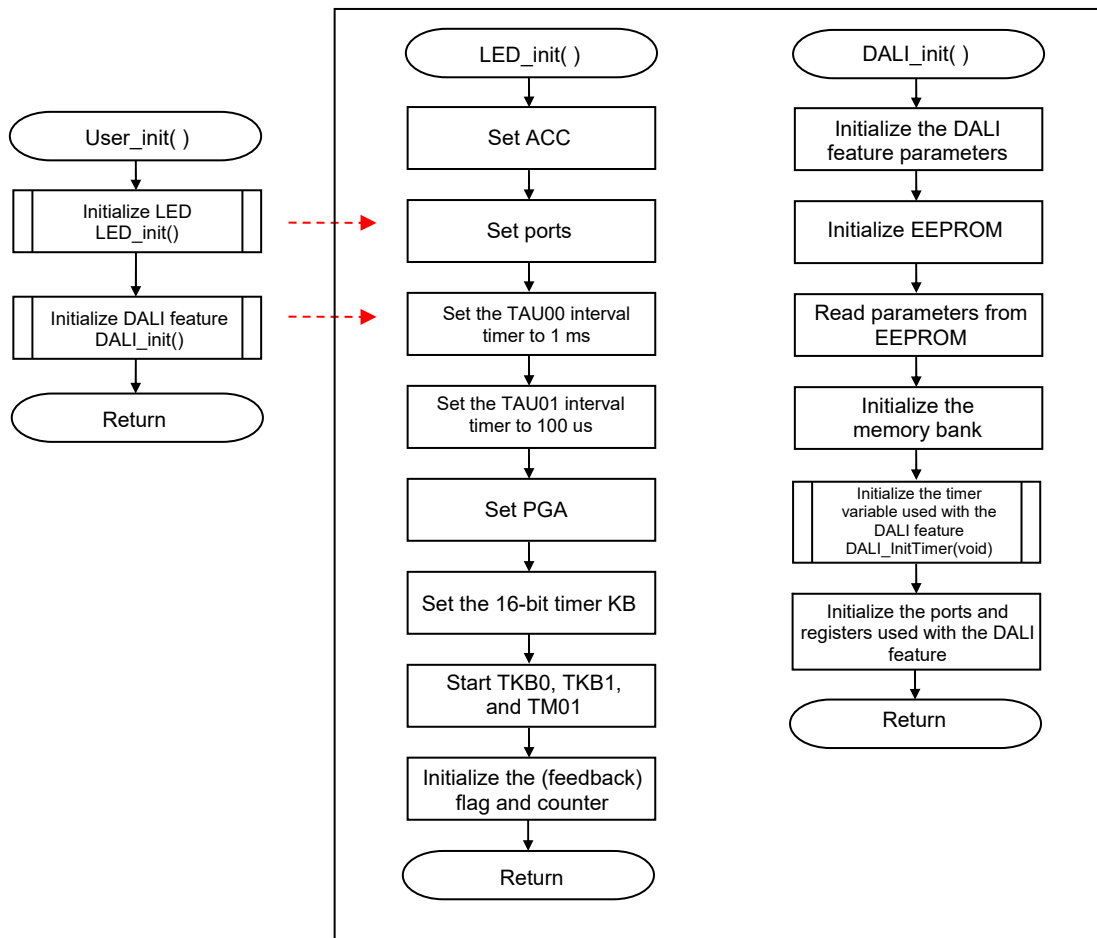 User_init( )
Initialize LED
LED_init()
Initialize DALI feature
DALI_init()
Return
LED_init( )
Set ACC
Set ports
Set the TAU00 interval
timer to 1 ms
Set the TAU01 interval
timer to 100 us
Set PGA
Set the 16-bit timer KB
Start TKB0, TKB1,
and TM01
Initialize the (feedback)
flag and counter
Return
DALI_init( )
Initialize the DALI
feature parameters
Initialize EEPROM
Read parameters from
EEPROM
Initialize the
memory bank
Initialize the timer
variable used with the
DALI feature
DALI_InitTimer(void)
Initialize the ports and
registers used with the DALI
feature
Return